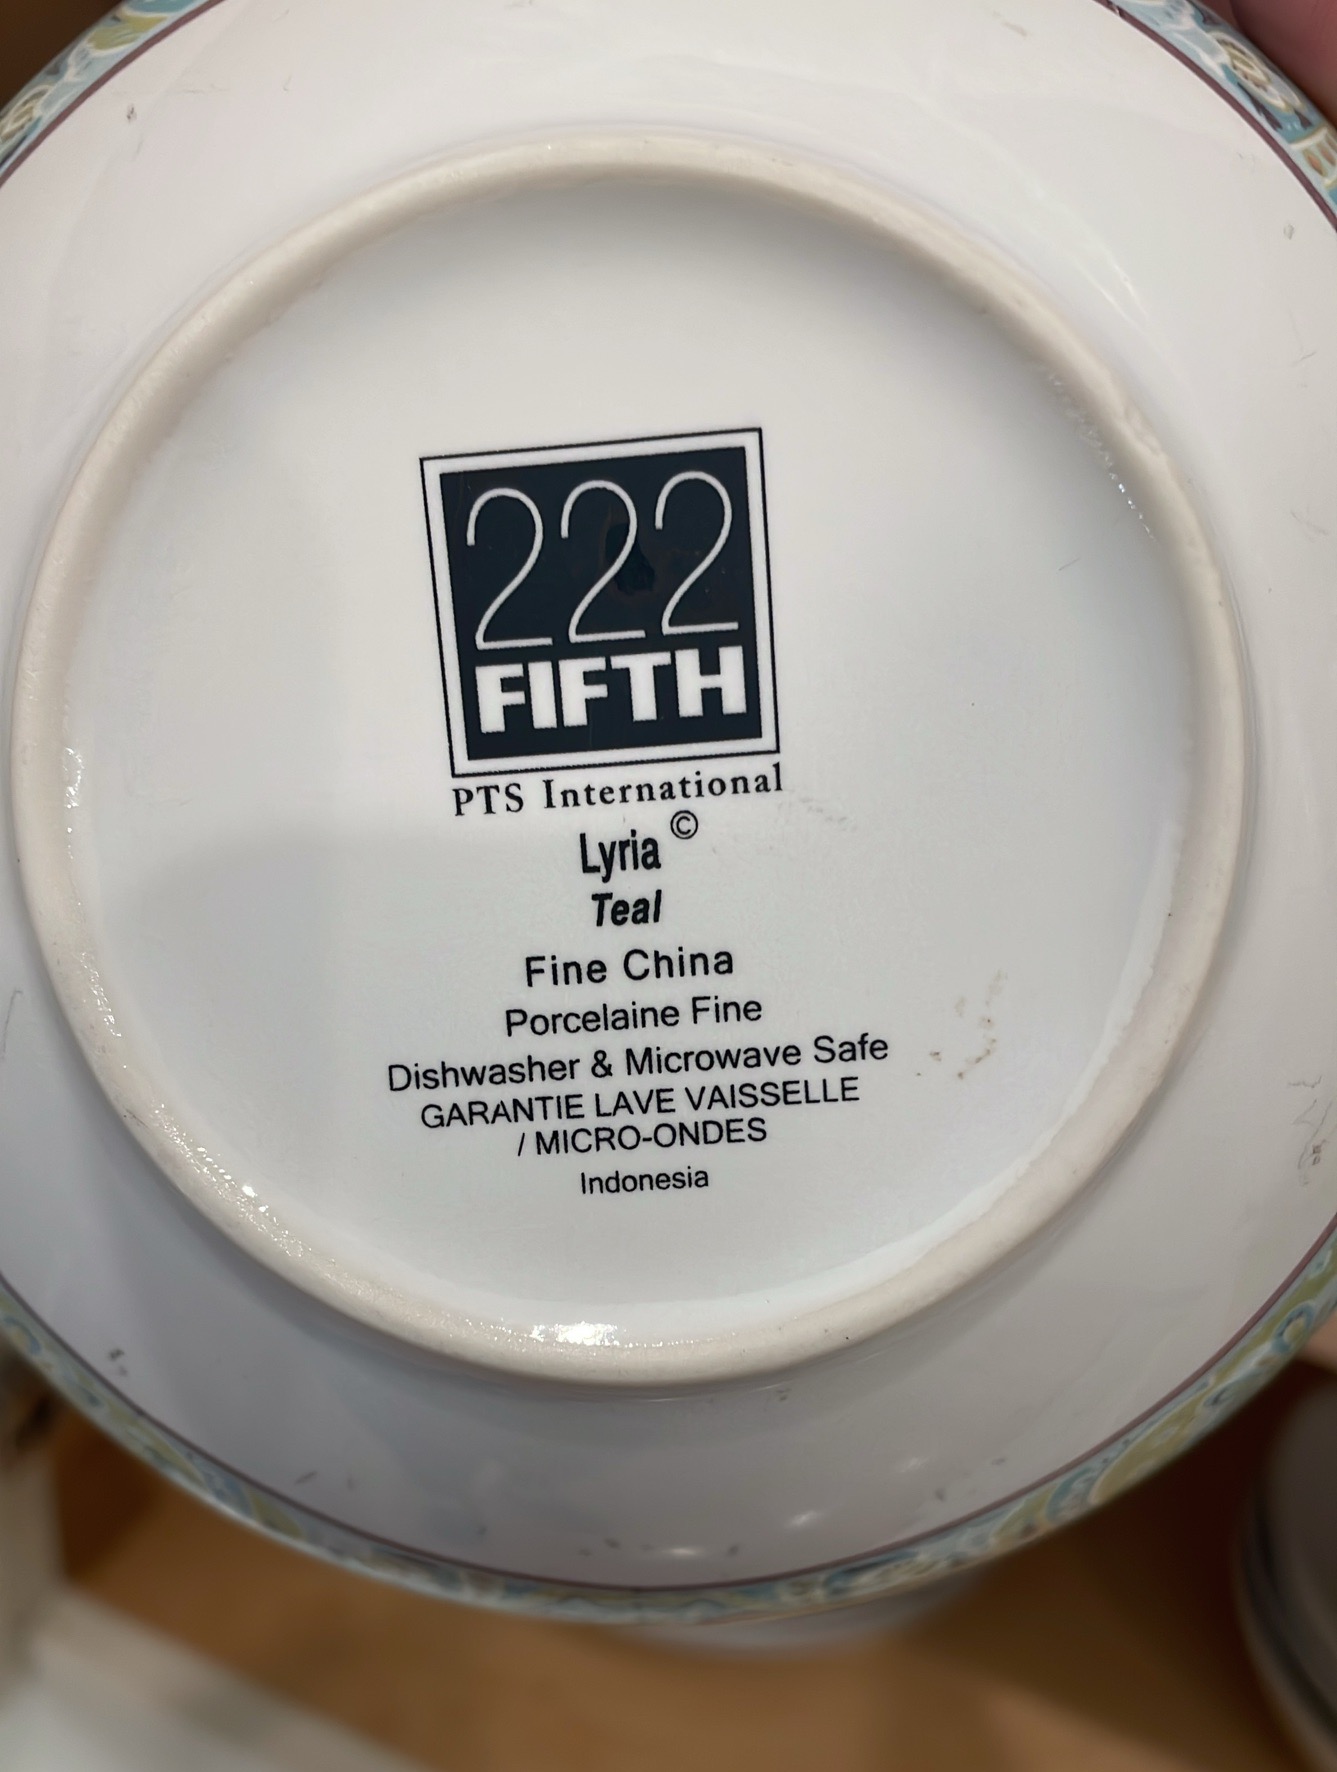 222
FIFTH
PTS International
Lyria ©
Teal
Fine China
Porcelaine Fine
Dishwasher & Microwave Safe
GARANTIE LAVE VAISSELLE
/ MICRO-ONDES
Indonesia